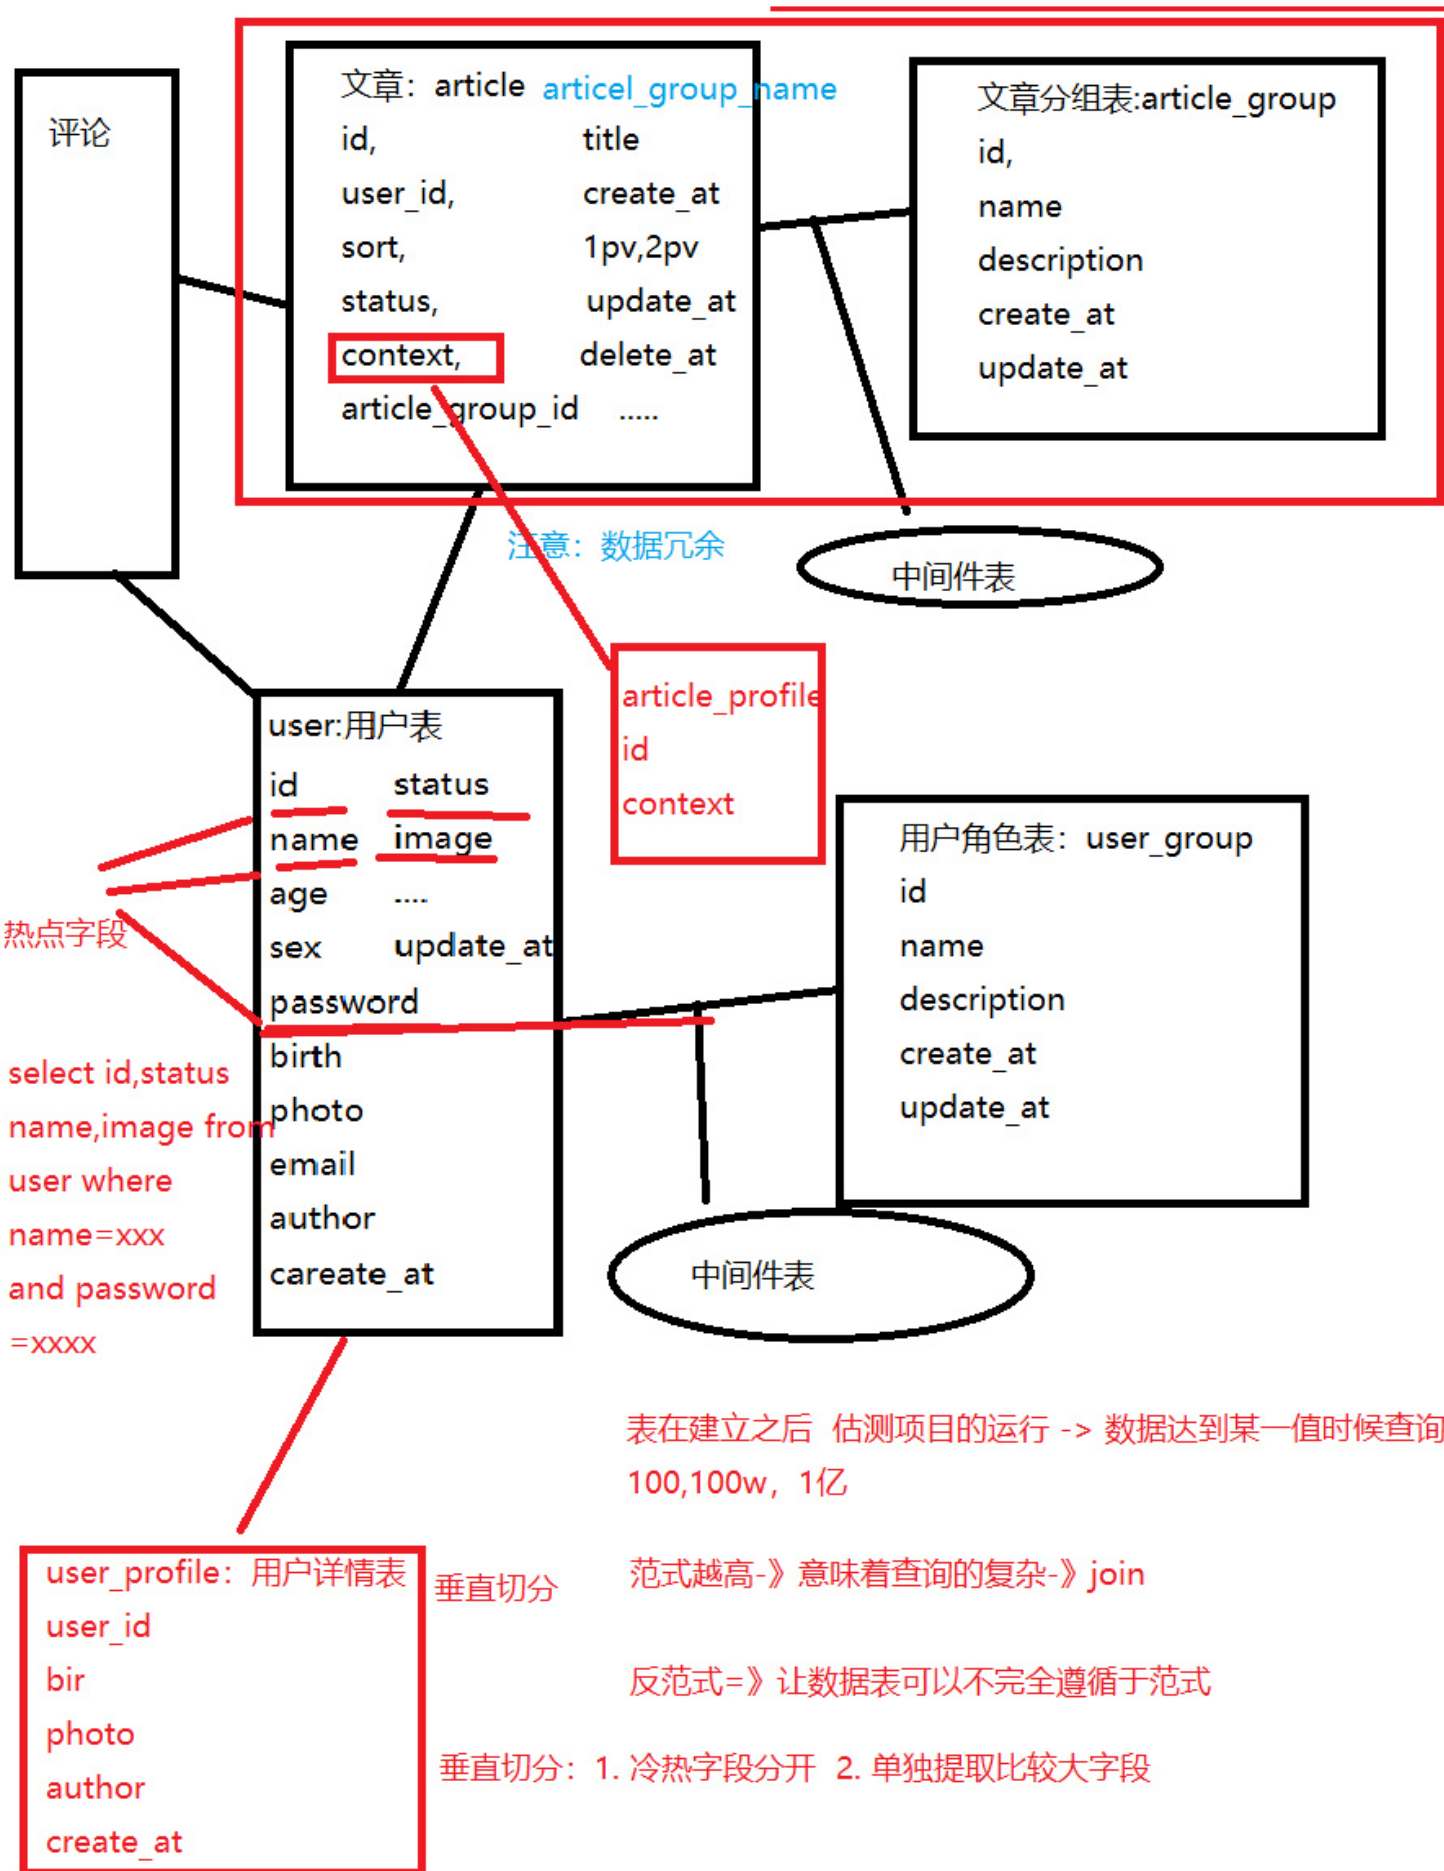 评论
文章：article articel_group_name
id, title
user_id, create_at
sort, 1pv,2pv
status, update_at
context, delete_at
article_group_id .....
文章分组表:article_group
id,
name
description
create_at
update_at
注意：数据冗余
中间件表
article_profile
id
context
user:用户表
id status
name image
age ....
sex update_at
password
birth
photo
email
author
careate_at
热点字段
select id,status
name,image from
user where
name=xxx
and password
=xxxx
用户角色表：user_group
id
name
description
create_at
update_at
中间件表
表在建立之后 估测项目的运行 -> 数据达到某一值时候查询
100,100w，1亿
范式越高-》意味着查询的复杂-》join
反范式=》让数据表可以不完全遵循于范式
user_profile：用户详情表
user_id
bir
photo
author
create_at
垂直切分
垂直切分：1. 冷热字段分开 2. 单独提取比较大字段